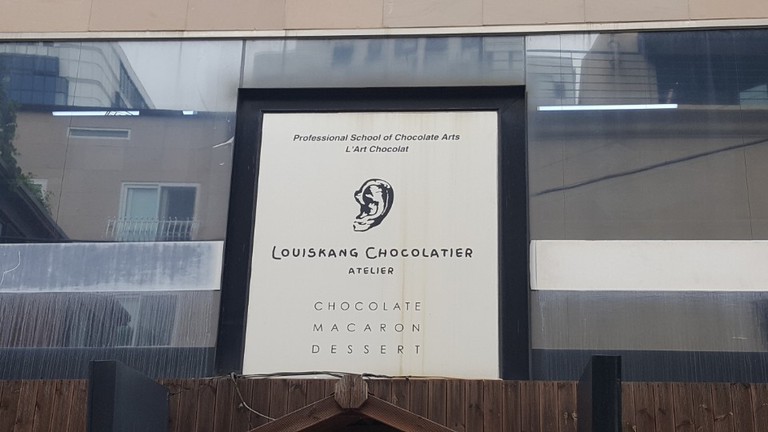 Professional School of Chocolate Arts
L'Art Chocolat
LOUISKANG CHOCOLATIER
ATELIER
CHOCOLATE
MACARON
DESSERT